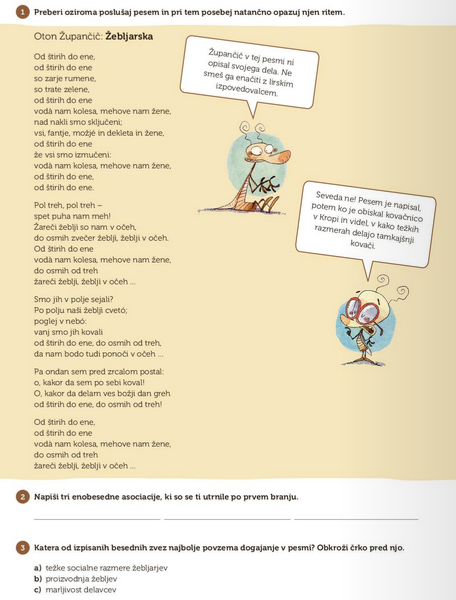 1 Preberi oziroma poslušaj pesem in pri tem posebej natančno opazuj njen ritem.
Oton Župančič: Žebljarska
Od štirih do ene,
od štirih do ene
so zarje rumene,
so trate zelene,
od štirih do ene
vodà nam kolesa, mehove nam žene,
nad nakli smo sključeni;
vsi, fantje, možjé in dekleta in žene,
od štirih do ene
že vsi smo izmučeni:
vodà nam kolesa, mehove nam žene,
od štirih do ene,
od štirih do ene.
Pol treh, pol treh –
spet puha nam meh!
Žareči žeblji so nam v očeh,
do osmih zvečer žeblji, žeblji v očeh.
Od štirih do ene
vodà nam kolesa, mehove nam žene,
do osmih od treh
žareči žeblji, žeblji v očeh ...
Smo jih v polje sejali?
Po polju naši žeblji cvetó;
poglej v nebó:
vanj smo jih kovali
od štirih do ene, do osmih od treh,
da nam bodo tudi ponoči v očeh ...
Pa ondan sem pred zrcalom postal:
o, kakor da sem po sebi koval!
O, kakor da delam ves božji dan greh
od štirih do ene, do osmih od treh!
Od štirih do ene,
od štirih do ene
vodà nam kolesa, mehove nam žene,
do osmih od treh
žareči žeblji, žeblji v očeh ...
Župančič v tej pesmi ni
opisal svojega dela. Ne
smeš ga enačiti z lirskim
izpovedovalcem.
Seveda ne! Pesem je napisal,
potem ko je obiskal kovačnico
v Kropi in videl, v kako težkih
razmerah delajo tamkajšnji
kovači.
2 Napiši tri enobesedne asociacije, ki so se ti utrnile po prvem branju.
3 Katera od izpisanih besednih zvez najbolje povzema dogajanje v pesmi? Obkroži črko pred njo.
a) težke socialne razmere žebljarjev
b) proizvodnja žebljev
c) marljivost delavcev